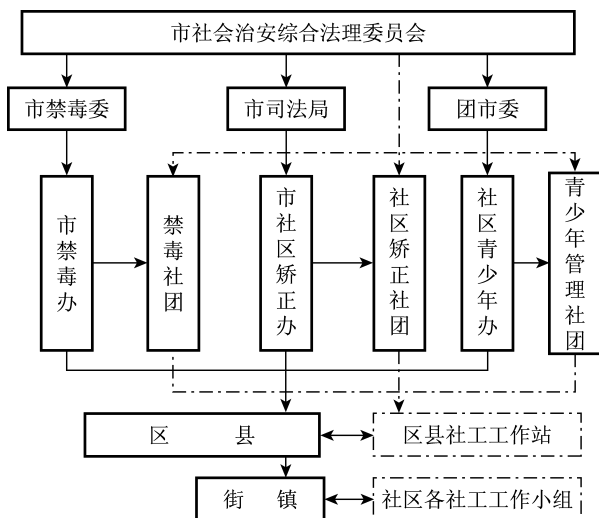 市社会治安综合法理委员会
市禁毒委
市司法局
团市委
市禁毒办
禁毒社团
市社区矫正办
社区矫正社团
社区青少年办
青少年管理社团
区 县
区县社工工作站
街 镇
社区各社工工作小组